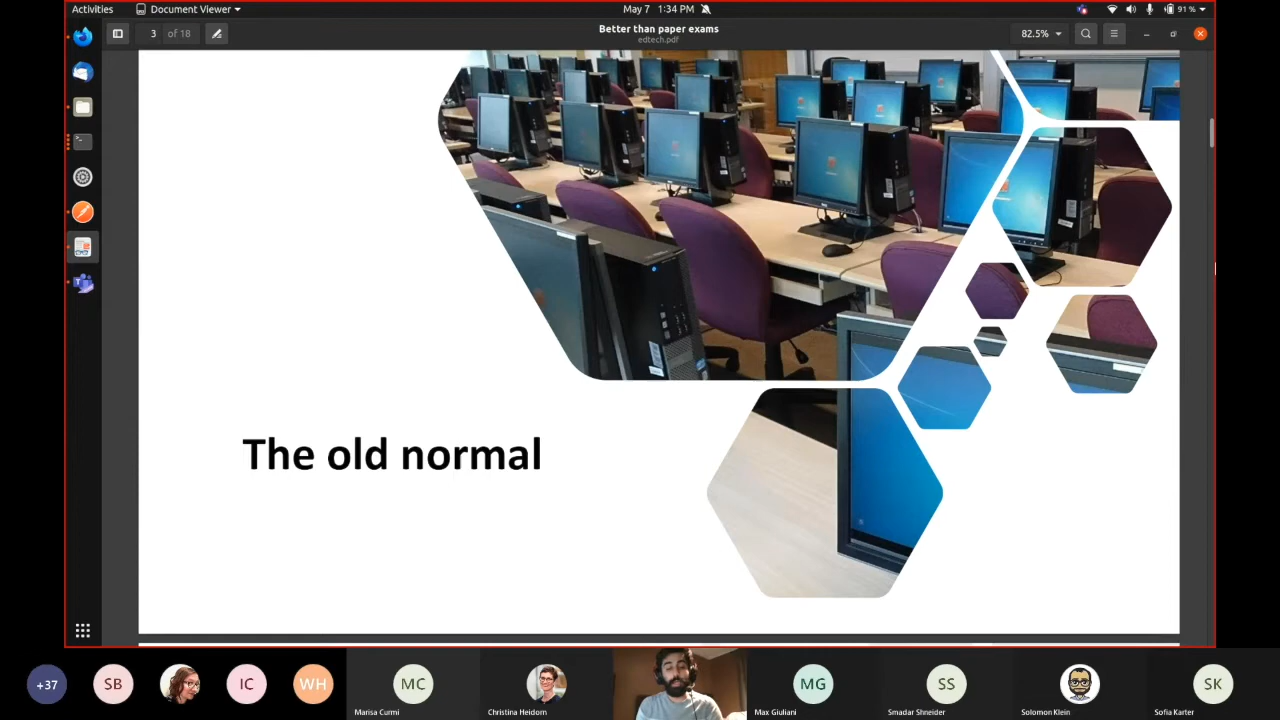 Activities
Document Viewer
May 7 1:34 PM
91 %
3 of 18
Better than paper exams
edtech.pdf
82.5%
The old normal
+37
SB
IC
WH
MC
MG
SS
SK
Marisa Curmi
Christina Heidorn
Max Giuliani
Smadar Shneider
Solomon Klein
Sofia Karter